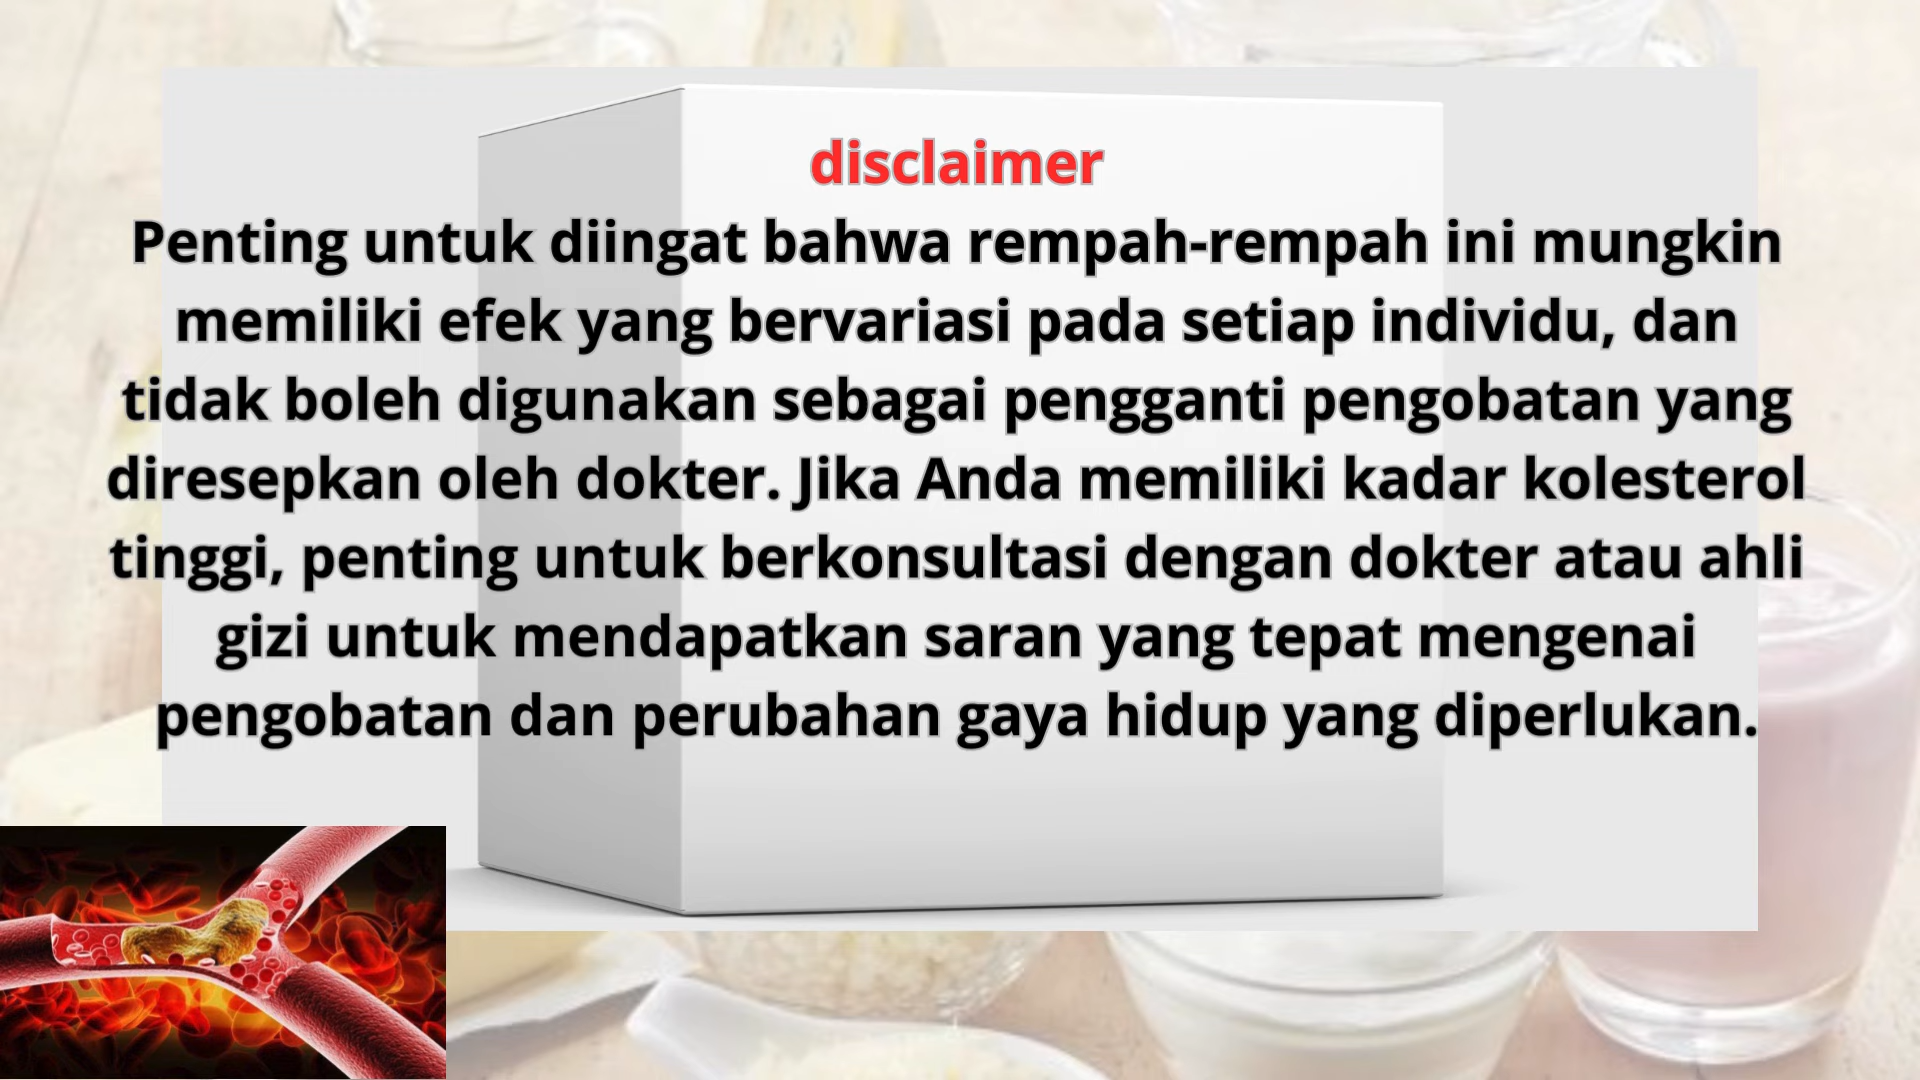 disclaimer
Penting untuk diingat bahwa rempah-rempah ini mungkin
memiliki efek yang bervariasi pada setiap individu, dan
tidak boleh digunakan sebagai pengganti pengobatan yang
diresepkan oleh dokter. Jika Anda memiliki kadar kolesterol
tinggi, penting untuk berkonsultasi dengan dokter atau ahli
gizi untuk mendapatkan saran yang tepat mengenai
pengobatan dan perubahan gaya hidup yang diperlukan.